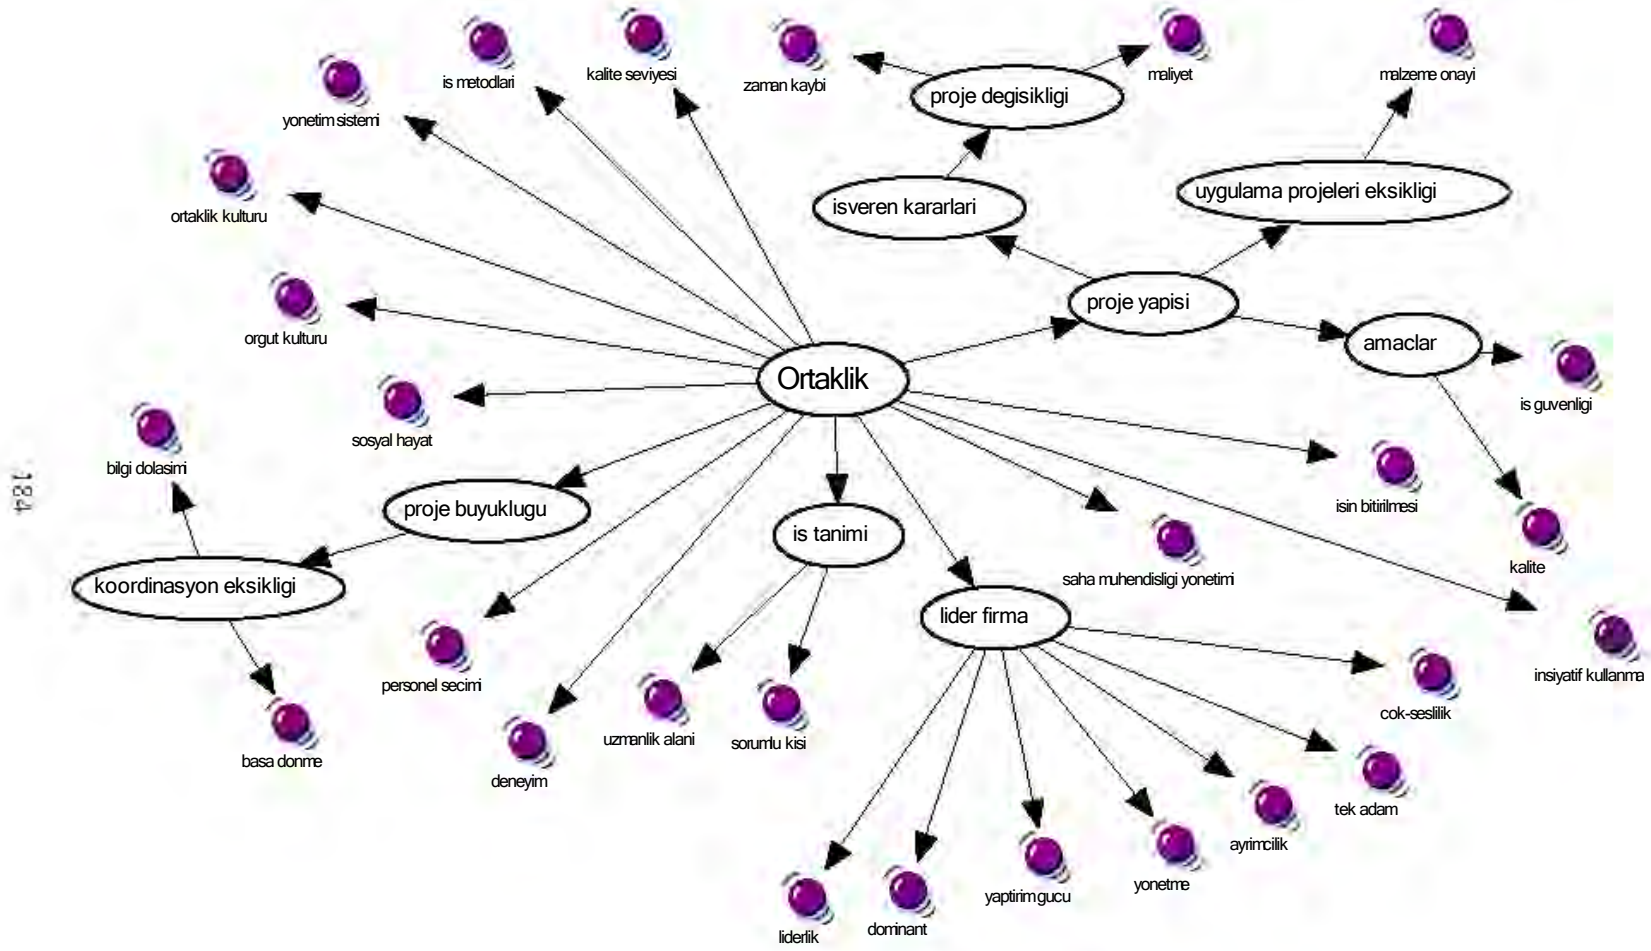 kalite seviyesi
is metodlari
zaman kaybi
maliyet
malzeme onayi
proje degisikligi
yonetim sistemi
uygulama projeleri eksikligi
isveren kararlari
ortaklik kulturu
proje yapisi
orgut kulturu
amaclar
Ortaklik
is guvenligi
sosyal hayat
bilgi dolasimi
isin bitirilmesi
184
proje buyuklugu
is tanimi
kalite
saha muhendisligi yonetimi
koordinasyon eksikligi
lider firma
insiyatif kullanma
personel secimi
cok-seslilik
uzmanlik alani
sorumlu kisi
basa donme
deneyim
tek adam
ayrimcilik
yonetme
yaptirim gucu
dominant
liderlik